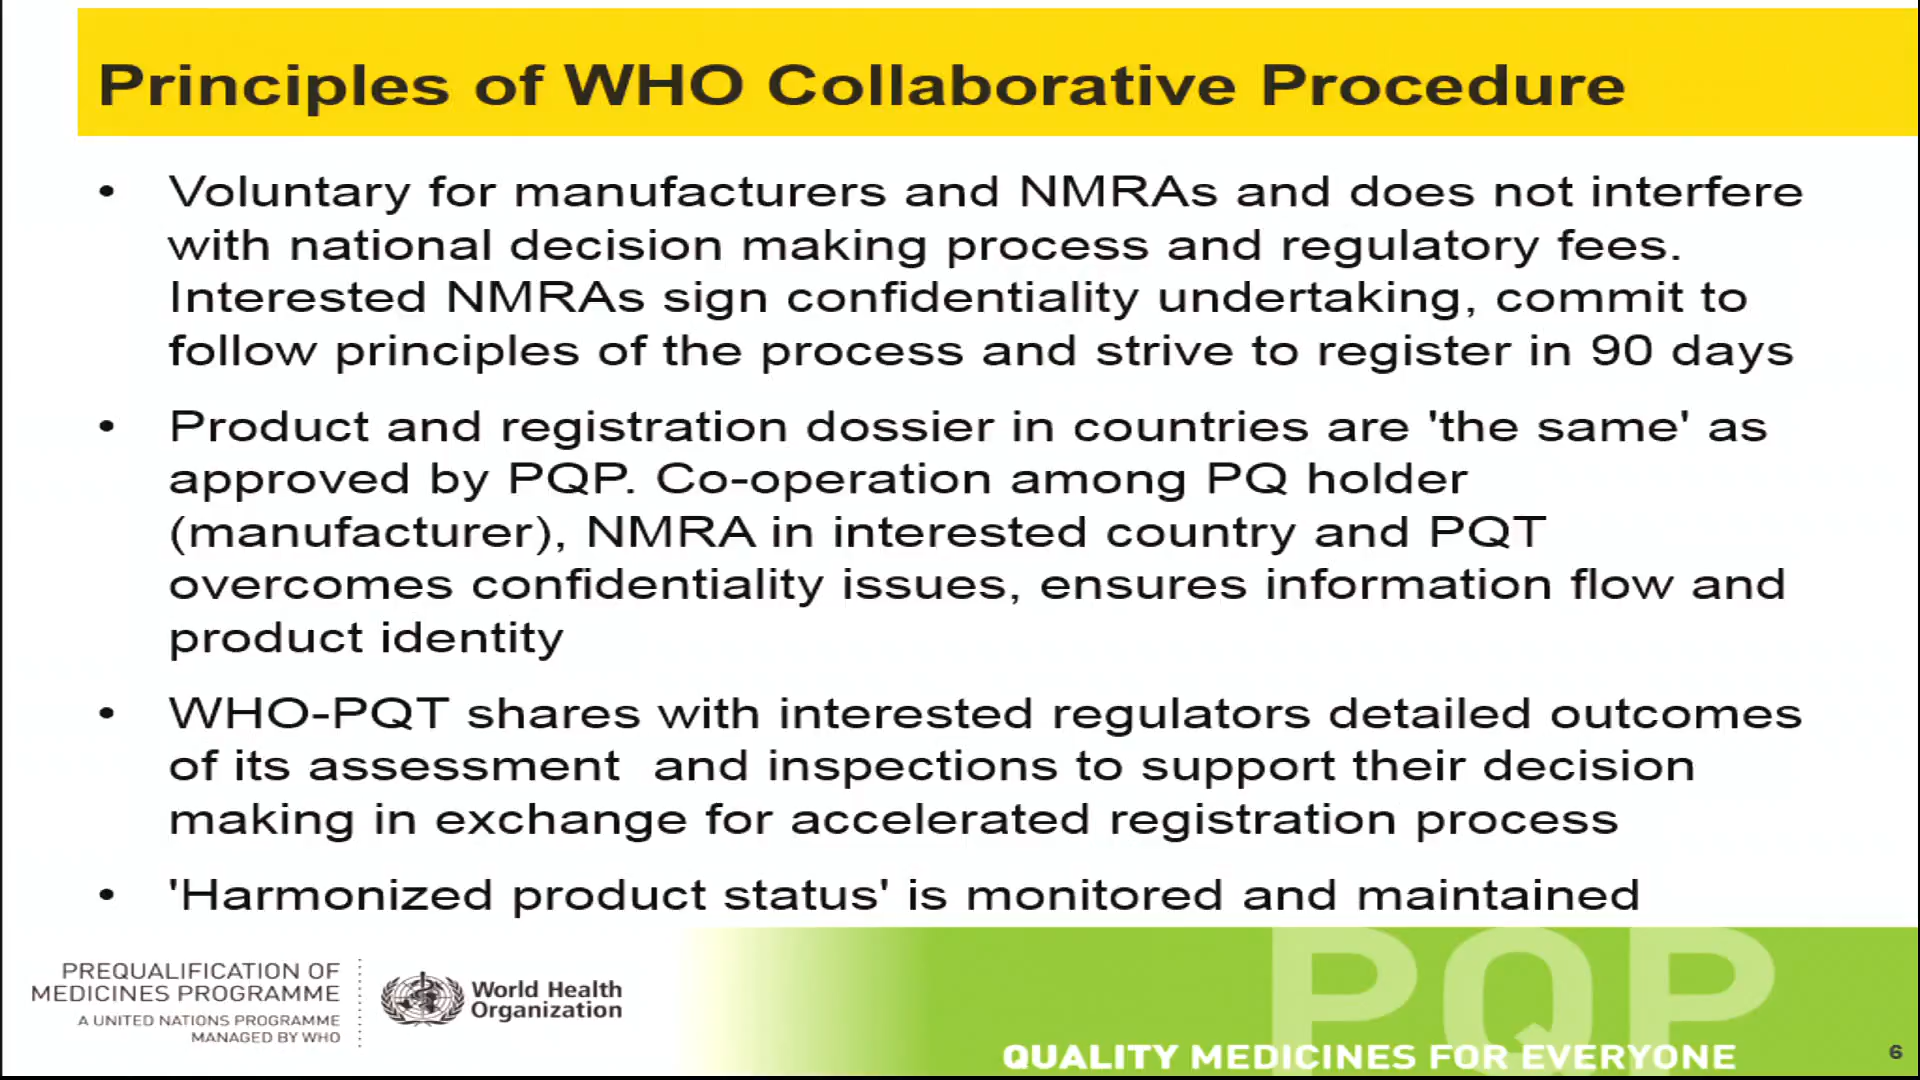 Principles of WHO Collaborative Procedure
• Voluntary for manufacturers and NMRAs and does not interfere
with national decision making process and regulatory fees.
Interested NMRAs sign confidentiality undertaking, commit to
follow principles of the process and strive to register in 90 days
• Product and registration dossier in countries are 'the same' as
approved by PQP. Co-operation among PQ holder
(manufacturer), NMRA in interested country and PQT
overcomes confidentiality issues, ensures information flow and
product identity
• WHO-PQT shares with interested regulators detailed outcomes
of its assessment  and inspections to support their decision
making in exchange for accelerated registration process
• 'Harmonized product status' is monitored and maintained
PREQUALIFICATION OF
MEDICINES PROGRAMME
A UNITED NATIONS PROGRAMME
MANAGED BY WHO
World Health
Organization
PQP
QUALITY MEDICINES FOR EVERYONE
6